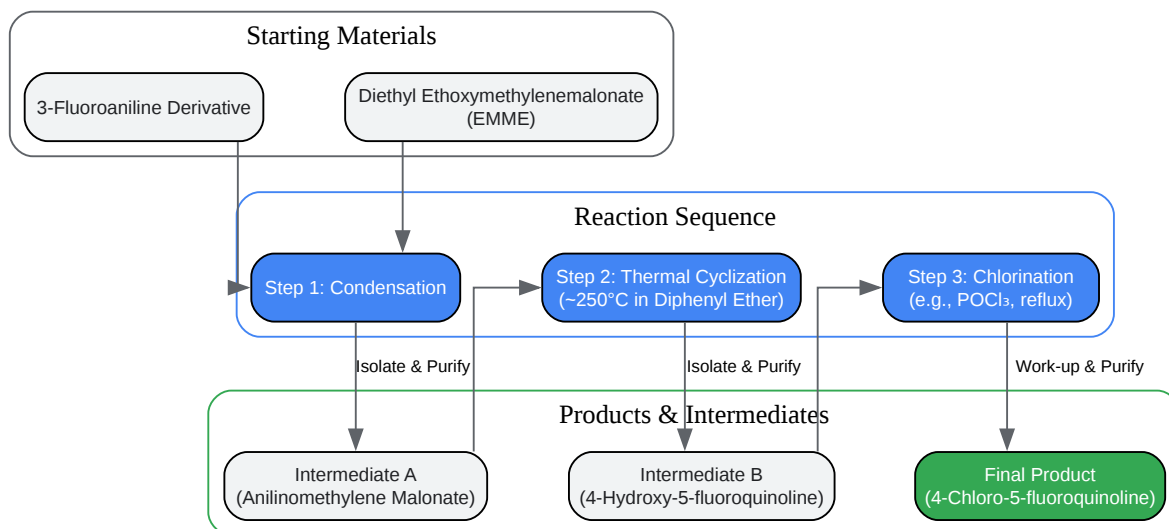 Starting Materials
3-Fluoroaniline Derivative
Diethyl Ethoxymethylenemalonate
(EMME)
Reaction Sequence
Step 1: Condensation
Step 2: Thermal Cyclization
(~250°C in Diphenyl Ether)
Step 3: Chlorination
(e.g., POCl₃, reflux)
Isolate & Purify
Isolate & Purify
Work-up & Purify
Products & Intermediates
Intermediate A
(Anilinomethylene Malonate)
Intermediate B
(4-Hydroxy-5-fluoroquinoline)
Final Product
(4-Chloro-5-fluoroquinoline)